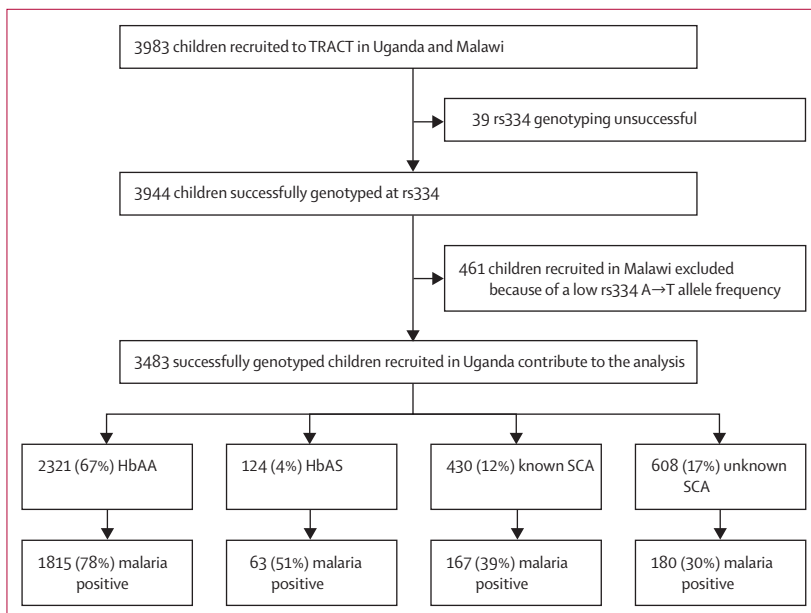 3983 children recruited to TRACT in Uganda and Malawi
39 rs334 genotyping unsuccessful
3944 children successfully genotyped at rs334
461 children recruited in Malawi excluded
because of a low rs334 A→T allele frequency
3483 successfully genotyped children recruited in Uganda contribute to the analysis
2321 (67%) HbAA
124 (4%) HbAS
430 (12%) known SCA
608 (17%) unknown
SCA
1815 (78%) malaria
positive
63 (51%) malaria
positive
167 (39%) malaria
positive
180 (30%) malaria
positive